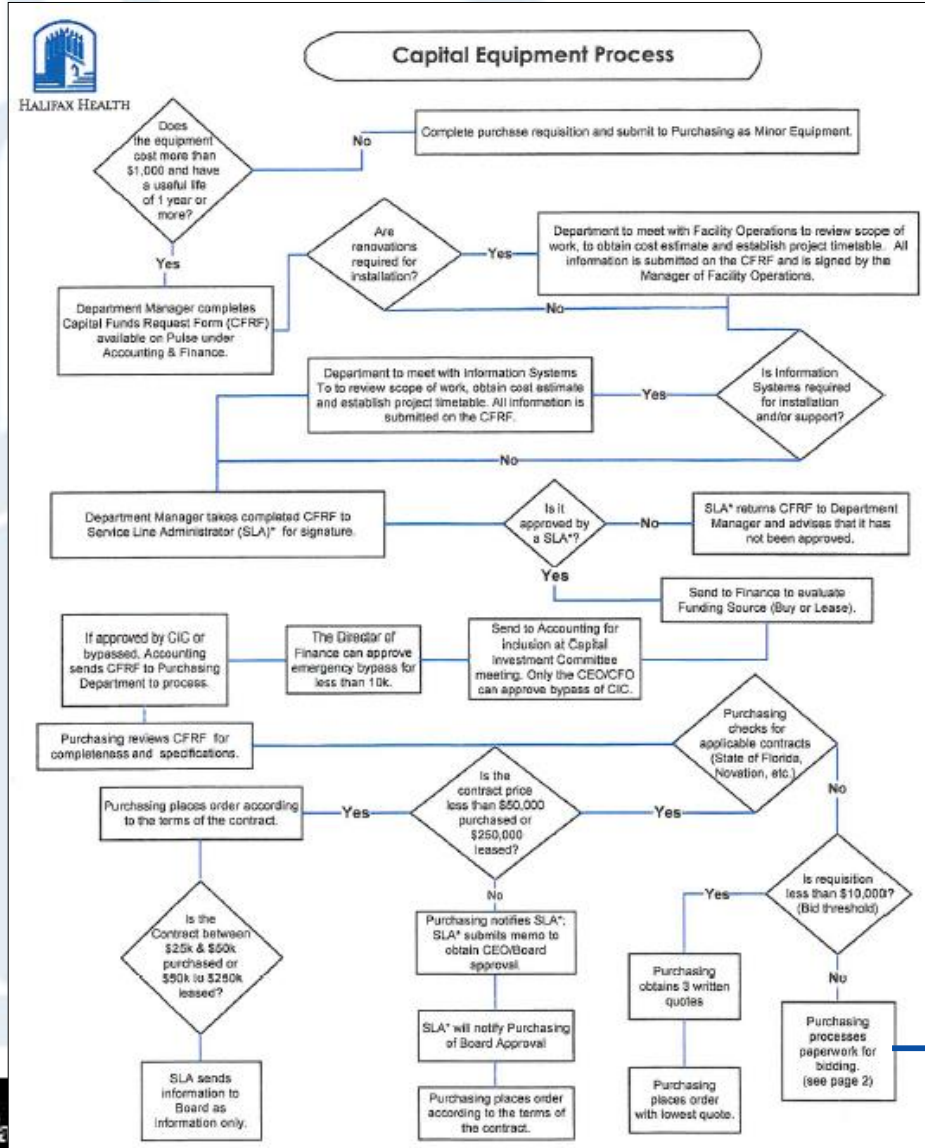 HALIFAX HEALTH
Capital Equipment Process
Does
the equipment
cost more than
$1,000 and have
a useful life
of 1 year or
more?
No
Complete purchase requisition and submit to Purchasing as Minor Equipment.
Yes
Department Manager completes
Capital Funds Request Form (CFRF)
available on Pulse under
Accounting & Finance.
Are
renovations
required for
installation?
Yes
Department to meet with Facility Operations to review scope of
work, to obtain cost estimate and establish project timetable. All
information is submitted on the CFRF and is signed by the
Manager of Facility Operations.
No
Is Information
Systems required
for installation
and/or support?
Yes
Department to meet with Information Systems
To to review scope of work, obtain cost estimate
and establish project timetable. All information is
submitted on the CFRF.
No
Department Manager takes completed CFRF to
Service Line Administrator (SLA)* for signature.
Is it
approved by
a SLA*?
No
SLA* returns CFRF to Department
Manager and advises that it has
not been approved.
Yes
Send to Finance to evaluate
Funding Source (Buy or Lease).
Send to Accounting for
inclusion at Capital
Investment Committee
meeting. Only the CEO/CFO
can approve bypass of CIC.
The Director of
Finance can approve
emergency bypass for
less than 10k.
If approved by CIC or
bypassed. Accounting
sends CFRF to Purchasing
Department to process.
Purchasing reviews CFRF for
completeness and specifications.
Purchasing
checks for
applicable contracts
(State of Florida,
Novation, etc.)
Yes
Is the
contract price
less than $50,000
purchased or
$250,000
leased?
Yes
Purchasing places order according
to the terms of the contract.
Is the
Contract between
$25k & $50k
purchased or
$50k to $250k
leased?
SLA sends
information to
Board as
information only.
No
Purchasing notifies SLA*;
SLA* submits memo to
obtain CEO/Board
approval
SLA* will notify Purchasing
of Board Approval
Purchasing places order
according to the terms of
the contract.
No
Is requisition
less than $10,000?
(Bid threshold)
Yes
Purchasing
obtains 3 written
quotes
Purchasing
places order
with lowest quote.
No
Purchasing
processes
paperwork for
bidding.
(see page 2)